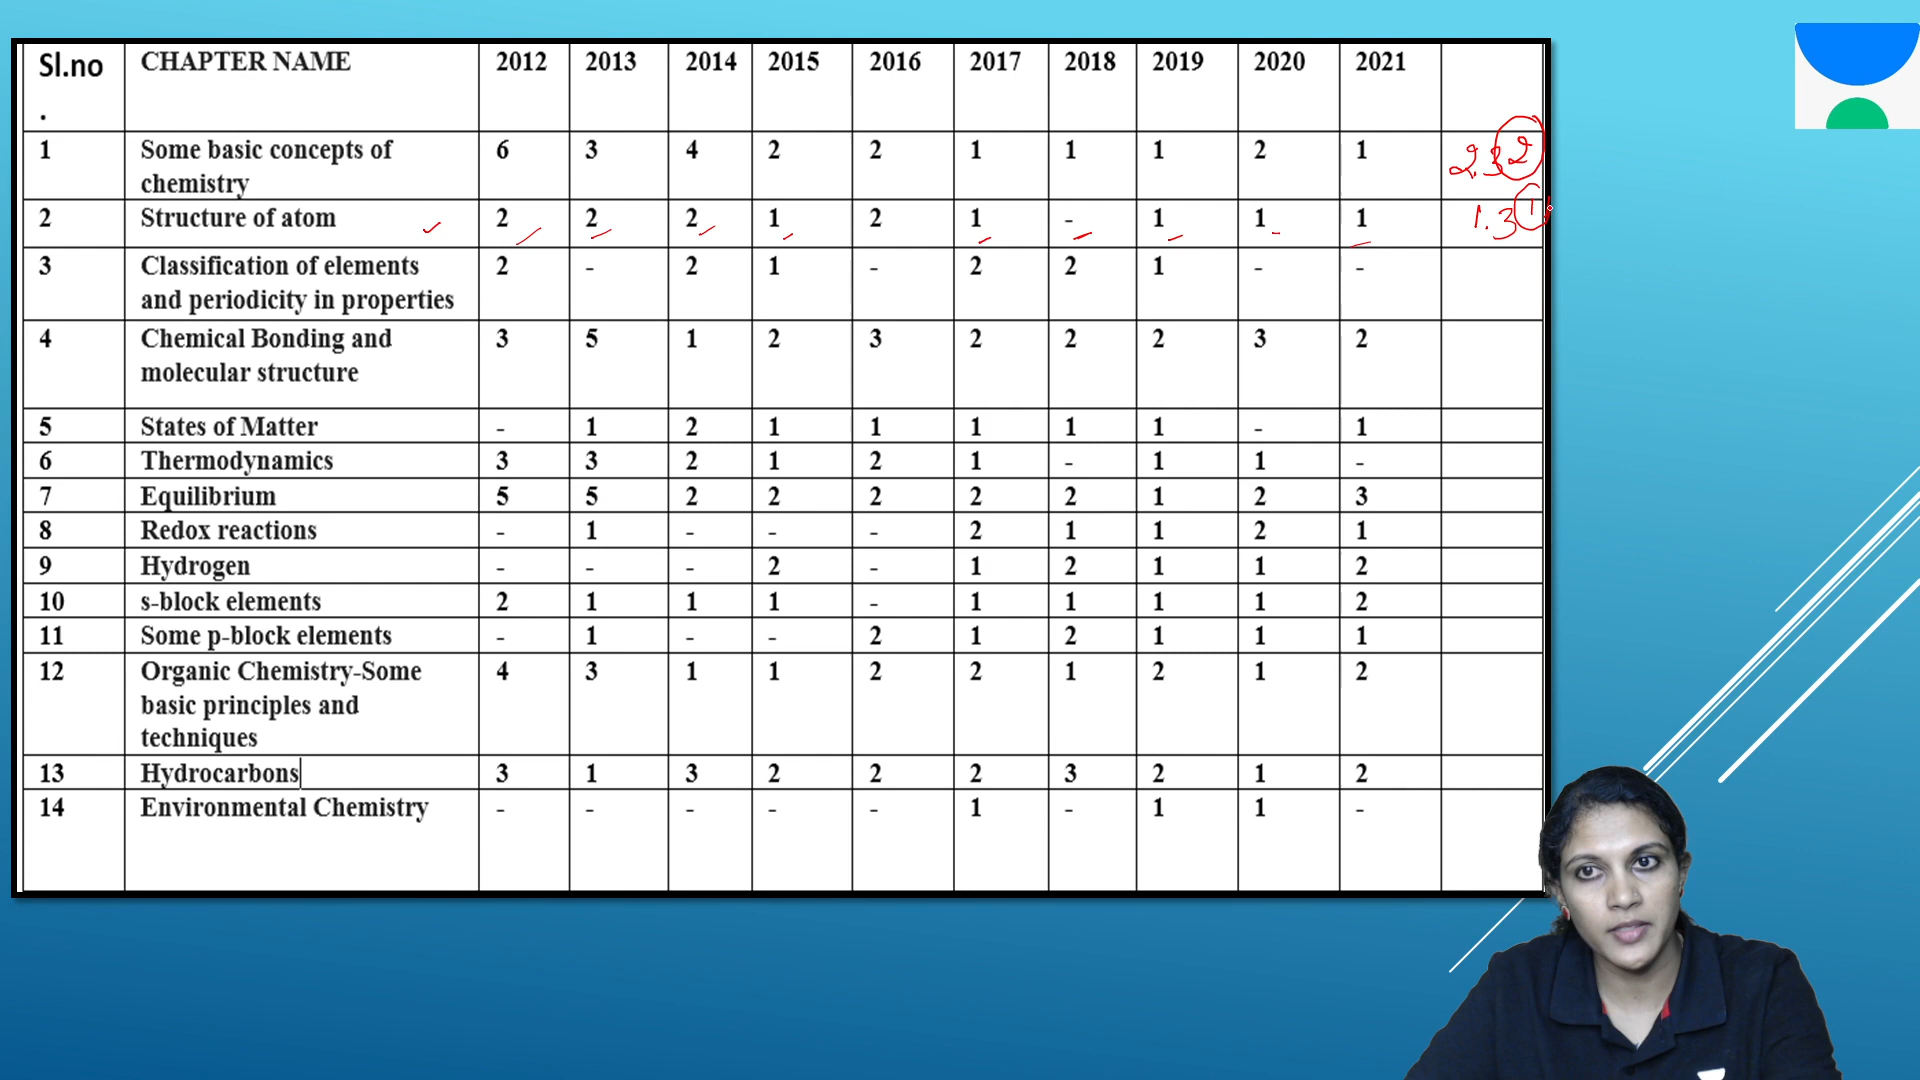 Sl.no CHAPTER NAME 2012 2013 2014 2015 2016 2017 2018 2019 2020 2021
.
1 Some basic concepts of 6 3 4 2 2 1 1 1 2 1 2.3 2
chemistry
2 Structure of atom 2 2 2 1 2 1 - 1 1 1 1.3 1
3 Classification of elements 2 - 2 1 - 2 2 1 - -
and periodicity in properties
4 Chemical Bonding and 3 5 1 2 3 2 2 2 3 2
molecular structure
5 States of Matter - 1 2 1 1 1 1 1 - 1
6 Thermodynamics 3 3 2 1 2 1 - 1 1 -
7 Equilibrium 5 5 2 2 2 2 2 1 2 3
8 Redox reactions - 1 - - - 2 1 1 2 1
9 Hydrogen - - - 2 - 1 2 1 1 2
10 s-block elements 2 1 1 1 - 1 1 1 1 2
11 Some p-block elements - 1 - - 2 1 2 1 1 1
12 Organic Chemistry-Some 4 3 1 1 2 2 1 2 1 2
basic principles and
techniques
13 Hydrocarbons 3 1 3 2 2 2 3 2 1 2
14 Environmental Chemistry - - - - - 1 - 1 1 -